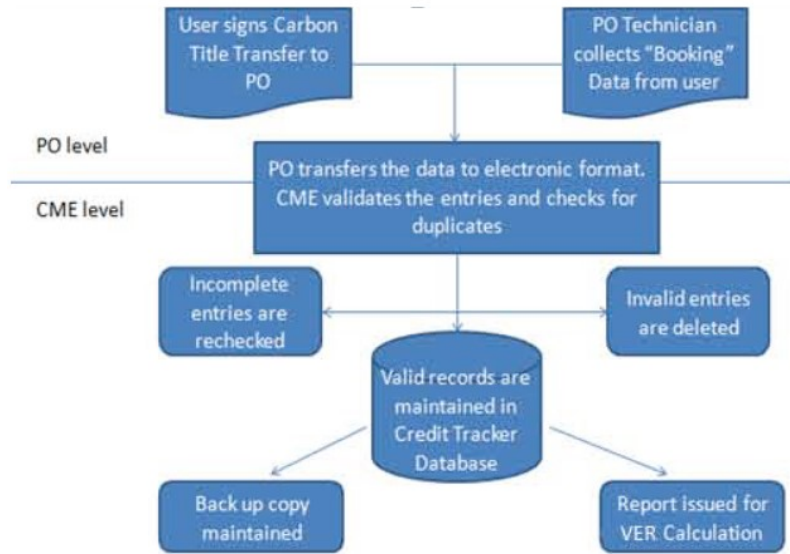 User signs Carbon
Title Transfer to
PO
PO Technician
collects “Booking”
Data from user
PO level
CME level
PO transfers the data to electronic format.
CME validates the entries and checks for
duplicates
Incomplete
entries are
rechecked
Invalid entries
are deleted
Valid records are
maintained in
Credit Tracker
Database
Back up copy
maintained
Report issued for
VER Calculation